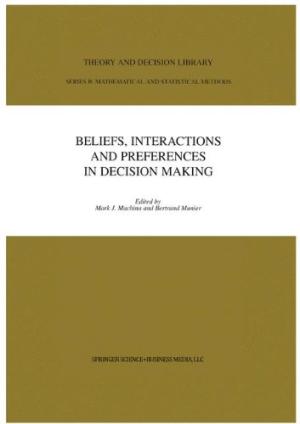 THEORY AND DECISION LIBRARY
SERIES B: MATHEMATICAL AND STATISTICAL METHODS
BELIEFS, INTERACTIONS
AND PREFERENCES
IN DECISION MAKING
Edited by
Mark J. Machina and Bertrand Munier
SPRINGER SCIENCE+BUSINESS MEDIA, LLC